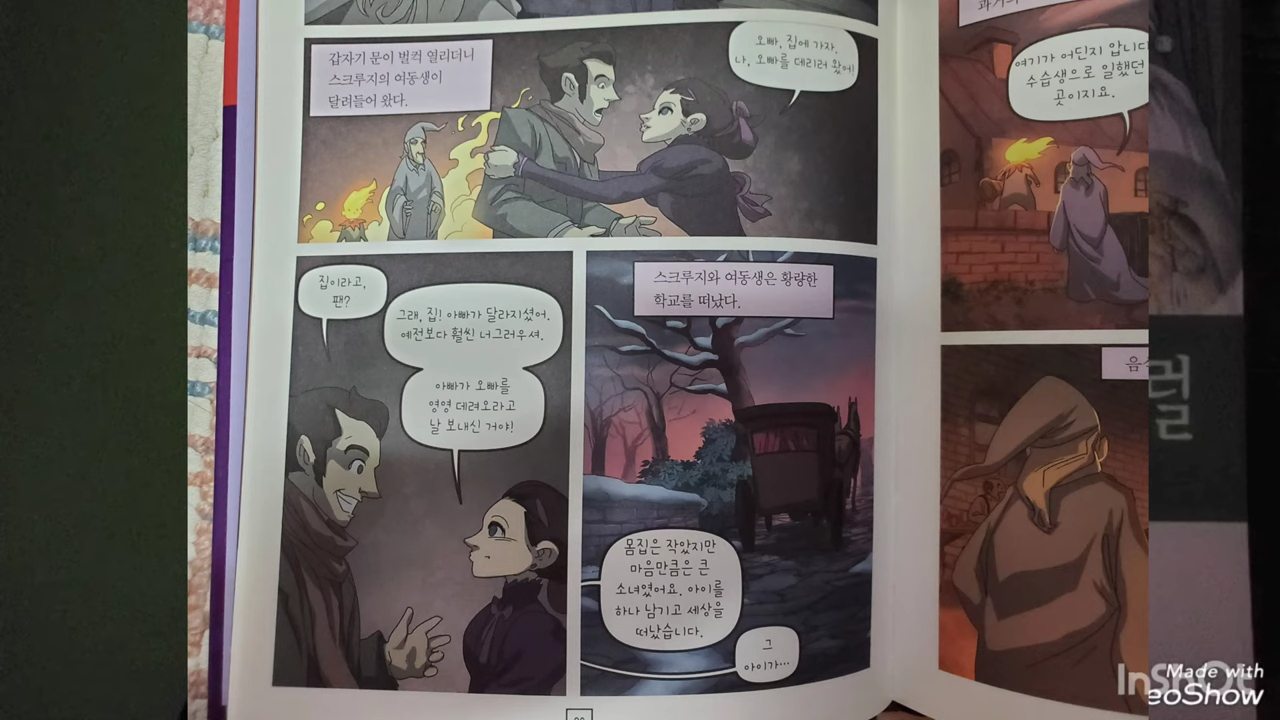 갑자기 문이 벌컥 열리더니
스크루지의 여동생이
달려들어 왔다.
오빠, 집에 가자.
나, 오빠를 데리러 왔어!
집이라고,
팬?
그래, 집! 아빠가 달라지셨어.
예전보다 훨씬 너그러우셔.
아빠가 오빠를
영영 데려오라고
날 보내신 거야!
스크루지와 여동생은 황량한
학교를 떠났다.
몸집은 작았지만
마음만큼은 큰
소녀였어요. 아이를
하나 남기고 세상을
떠났습니다.
그
아이가…
여기가 어딘지 압니다
수습생으로 일했던
곳이지요.
음
럴
Made with